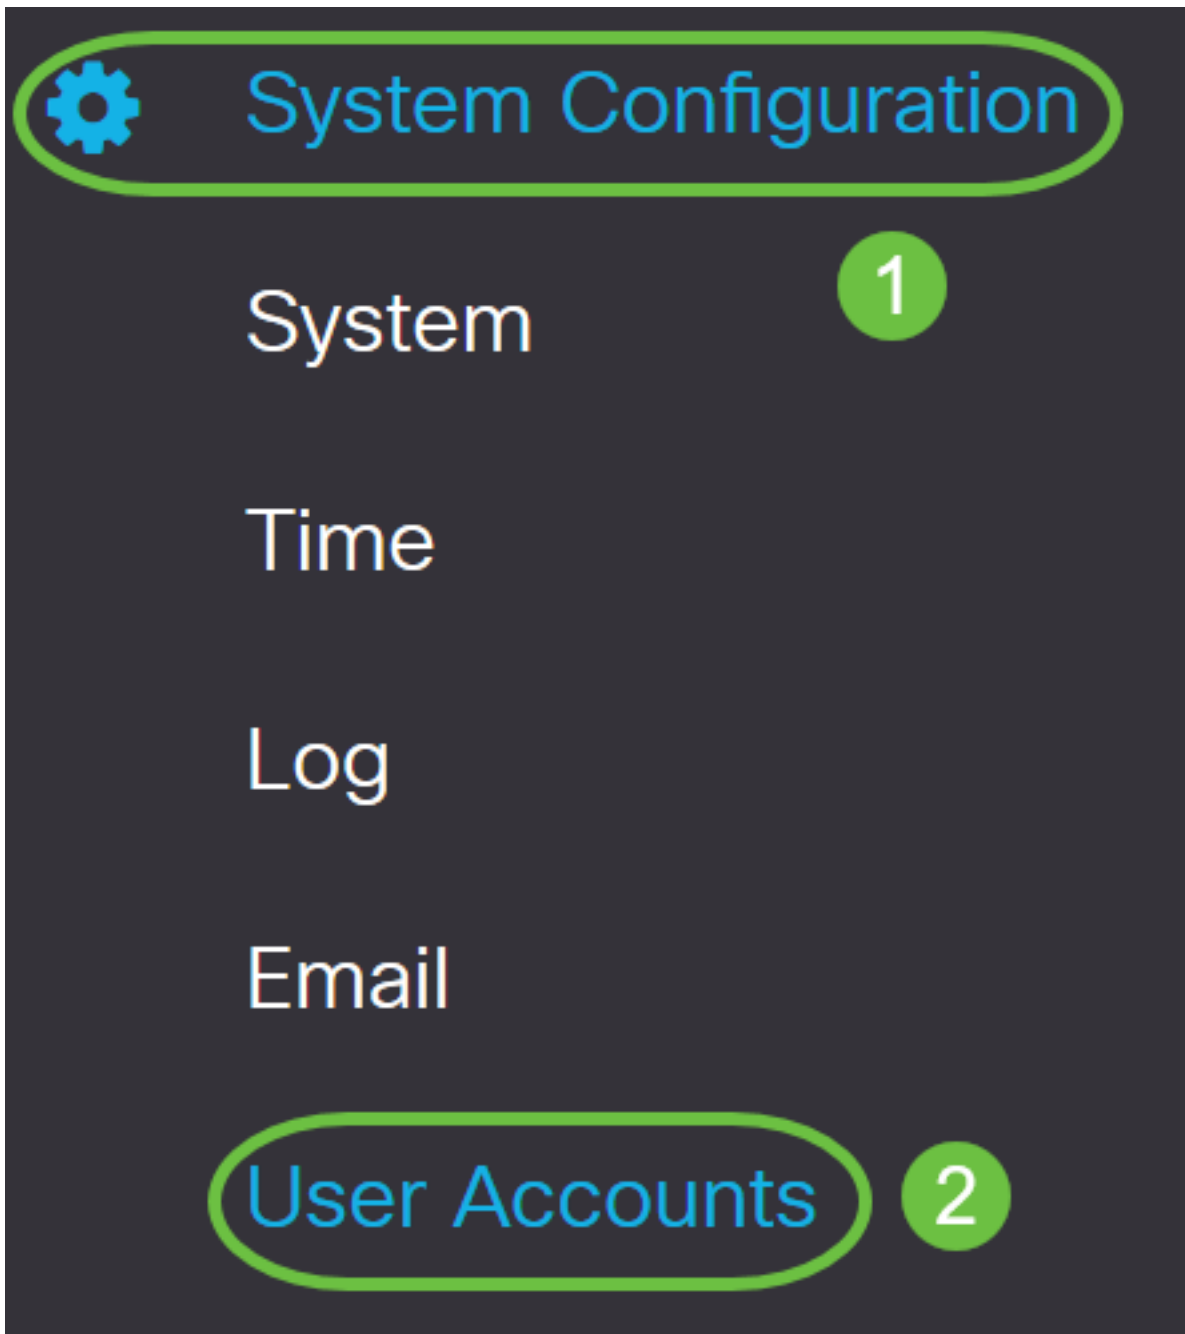 System Configuration
1
System
Time
Log
Email
User Accounts
2